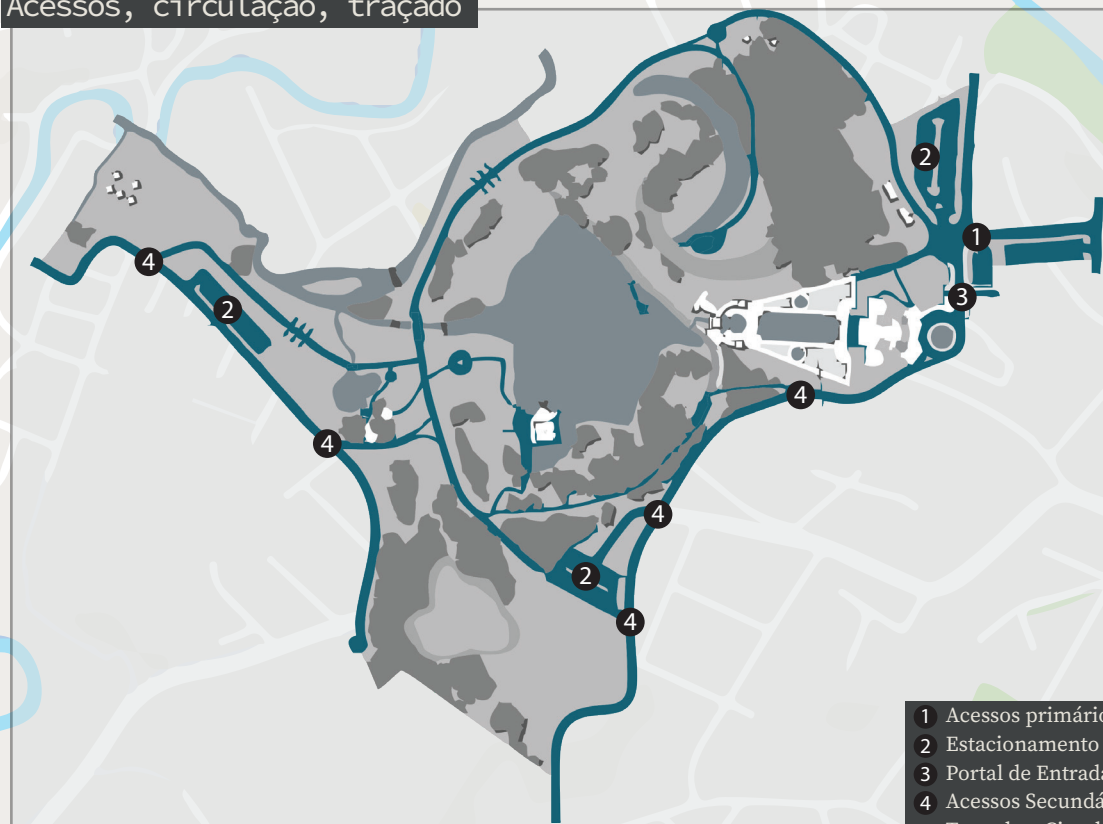 Acessos, circulação, traçado
2
1
4
3
2
4
4
4
2
4
1 Acessos primário
2 Estacionamento
3 Portal de Entrada
4 Acessos Secundá